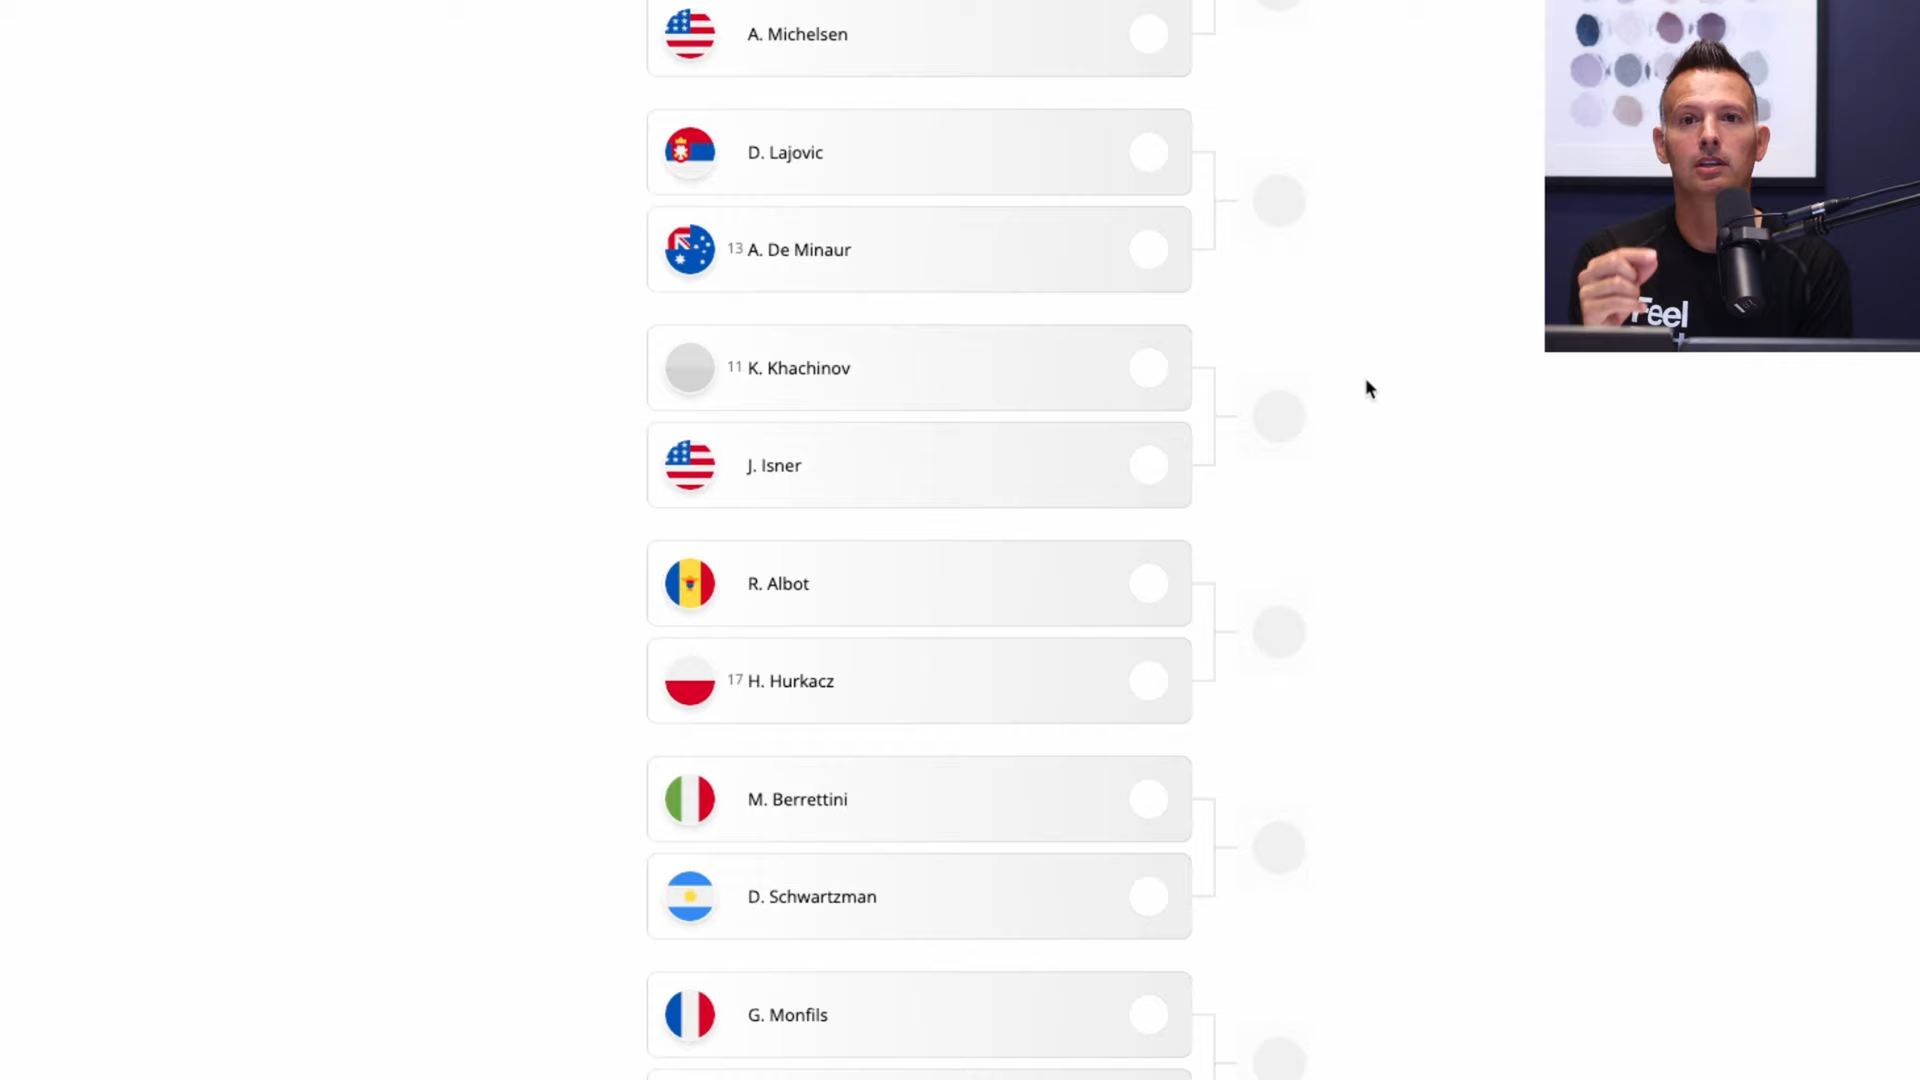 A. Michelsen
D. Lajovic
13 A. De Minaur
11 K. Khachinov
J. Isner
R. Albot
17 H. Hurkacz
M. Berrettini
D. Schwartzman
G. Monfils
Feel